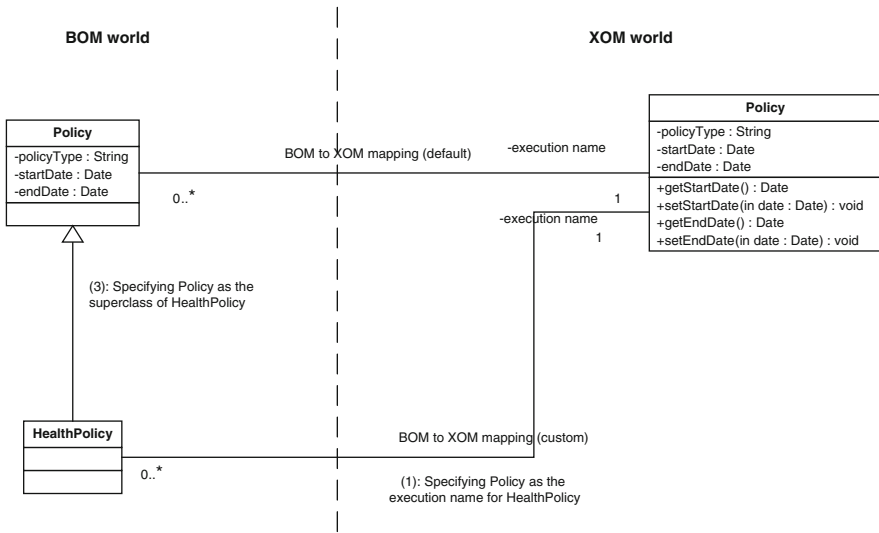 BOM world
XOM world
Policy
-policyType : String
-startDate : Date
-endDate : Date
BOM to XOM mapping (default)
-execution name
0..*
1
Policy
-policyType : String
-startDate : Date
-endDate : Date
+getStartDate() : Date
+setStartDate(in date : Date) : void
+getEndDate() : Date
+setEndDate(in date : Date) : void
-execution name
1
(3): Specifying Policy as the
superclass of HealthPolicy
HealthPolicy
0..*
BOM to XOM mapping (custom)
(1): Specifying Policy as the
execution name for HealthPolicy